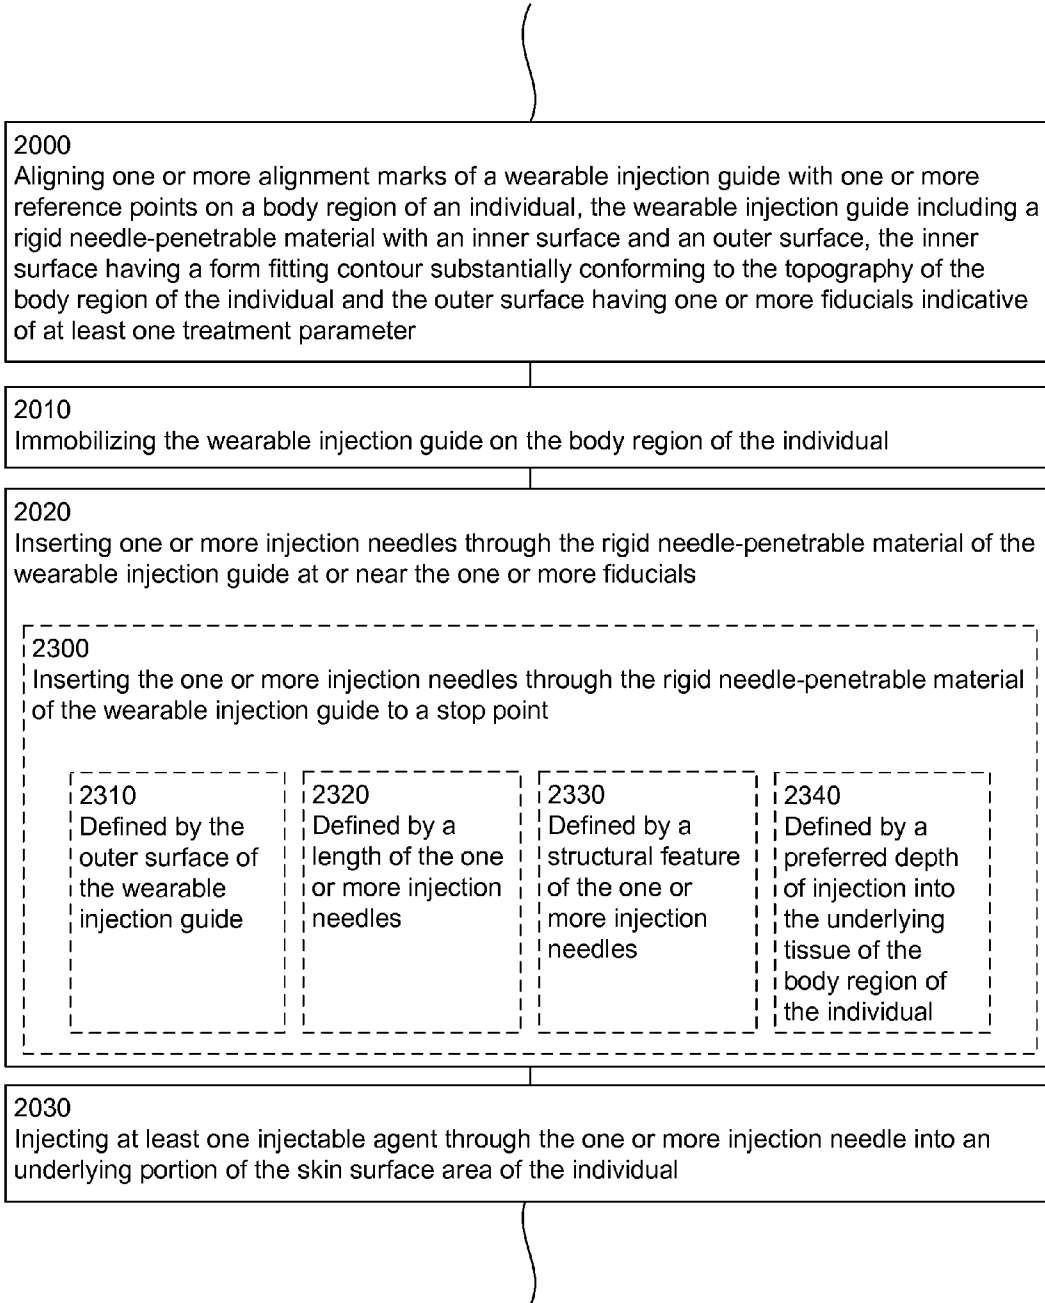 2000
Aligning one or more alignment marks of a wearable injection guide with one or more
reference points on a body region of an individual, the wearable injection guide including a
rigid needle-penetrable material with an inner surface and an outer surface, the inner
surface having a form fitting contour substantially conforming to the topography of the
body region of the individual and the outer surface having one or more fiducials indicative
of at least one treatment parameter
2010
Immobilizing the wearable injection guide on the body region of the individual
2020
Inserting one or more injection needles through the rigid needle-penetrable material of the
wearable injection guide at or near the one or more fiducials
2300
Inserting the one or more injection needles through the rigid needle-penetrable material
of the wearable injection guide to a stop point
2310
Defined by the
outer surface of
the wearable
injection guide
2320
Defined by a
length of the one
or more injection
needles
2330
Defined by a
structural feature
of the one or
more injection
needles
2340
Defined by a
preferred depth
of injection into
the underlying
tissue of the
body region of
the individual
2030
Injecting at least one injectable agent through the one or more injection needle into an
underlying portion of the skin surface area of the individual